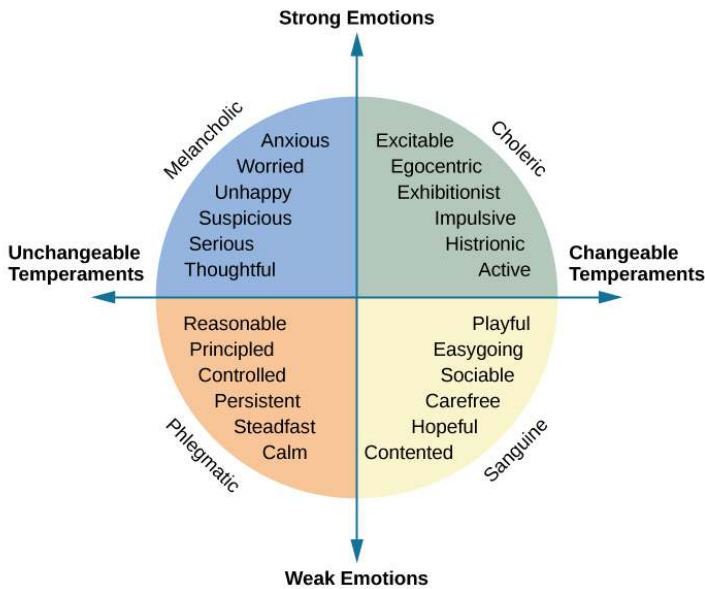 Strong Emotions
Melancholic
Anxious
Worried
Unhappy
Suspicious
Serious
Thoughtful
Choleric
Excitable
Egocentric
Exhibitionist
Impulsive
Histrionic
Active
Unchangeable
Temperaments
Changeable
Temperaments
Reasonable
Principled
Controlled
Persistent
Steadfast
Calm
Phlegmatic
Playful
Easygoing
Sociable
Carefree
Hopeful
Contented
Sanguine
Weak Emotions